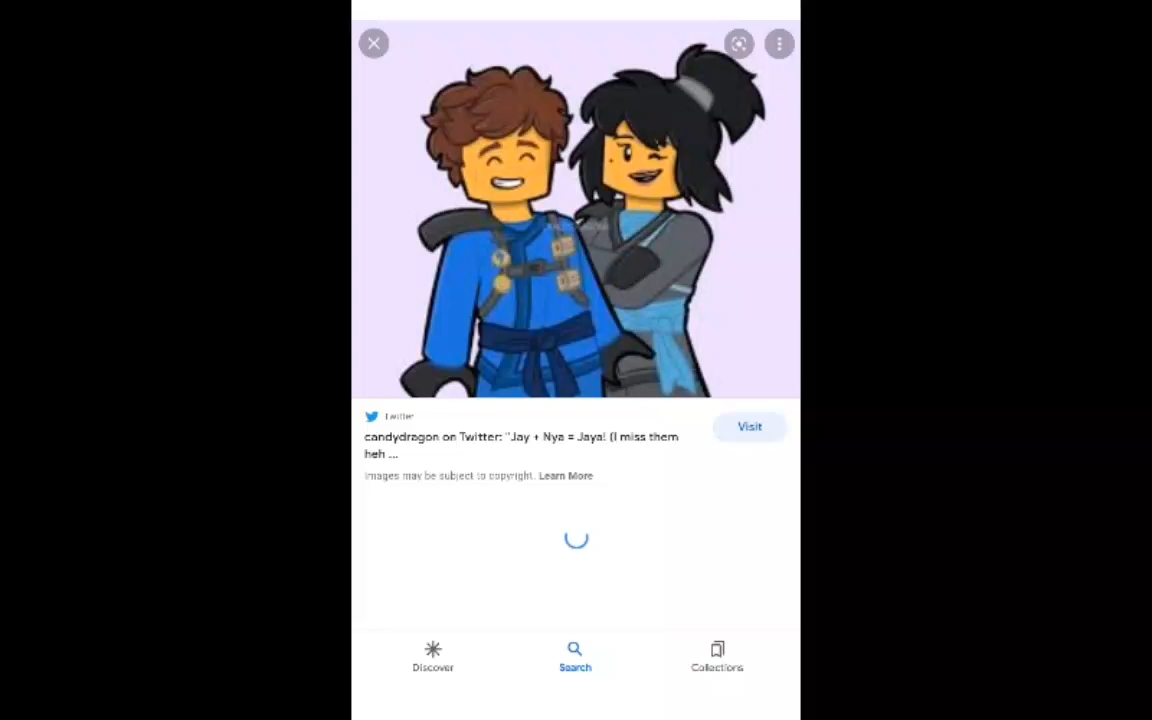 Twitter
Visit
candydragon on Twitter: "Jay + Nya = Jaya! (I miss them
heh ...
Images may be subject to copyright. Learn More
Discover
Search
Collections